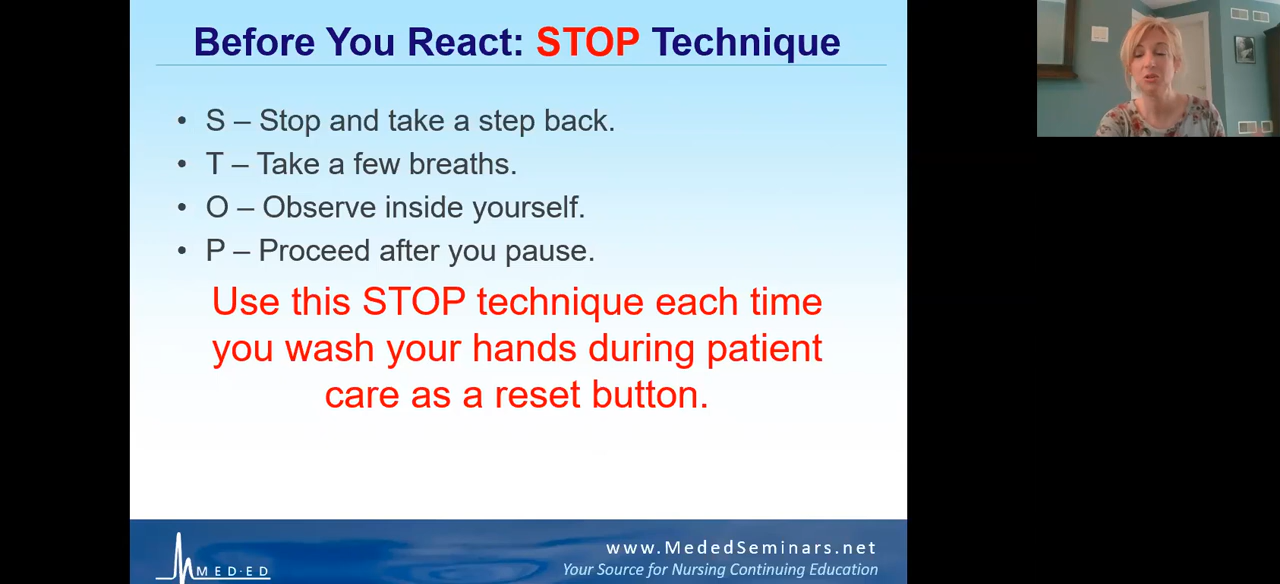 Before You React: STOP Technique
• S – Stop and take a step back.
• T – Take a few breaths.
• O – Observe inside yourself.
• P – Proceed after you pause.
Use this STOP technique each time
you wash your hands during patient
care as a reset button.
MED·ED
www.MededSeminars.net
Your Source for Nursing Continuing Education